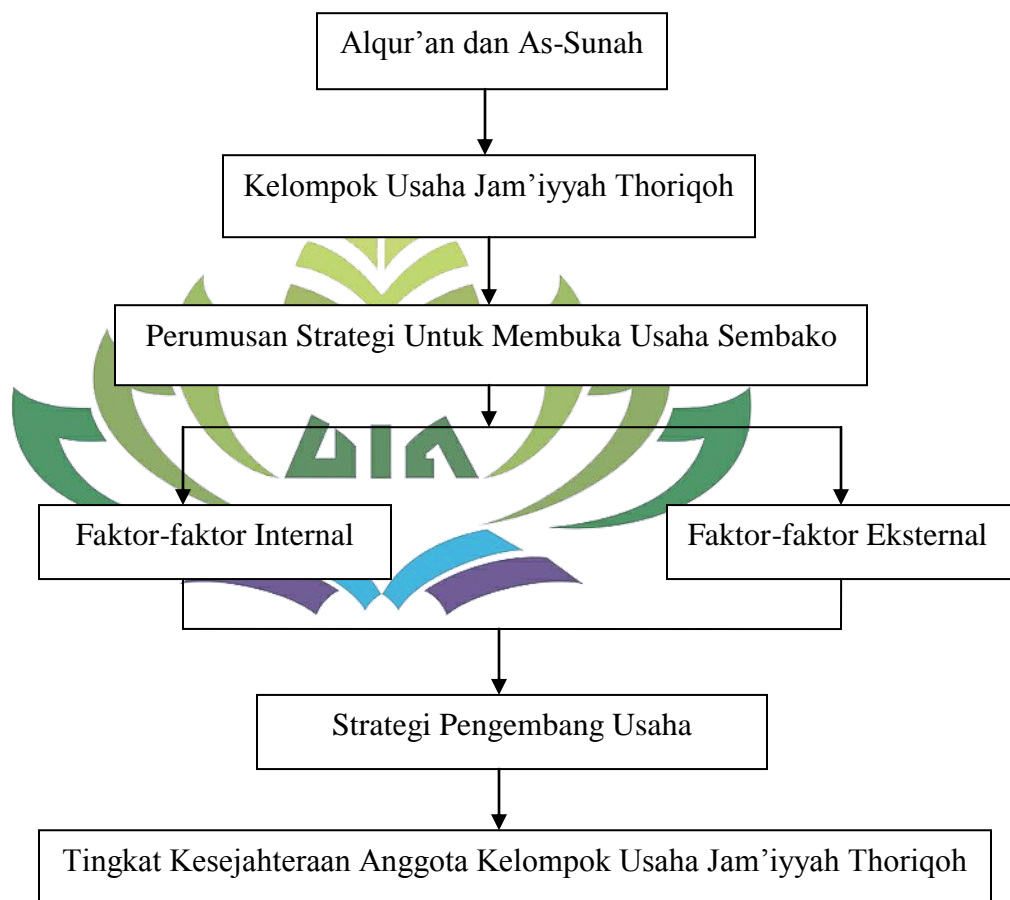 Alqur’an dan As-Sunah
Kelompok Usaha Jam’iyyah Thoriqoh
Perumusan Strategi Untuk Membuka Usaha Sembako
UIN
Faktor-faktor Internal
Faktor-faktor Eksternal
Strategi Pengembang Usaha
Tingkat Kesejahteraan Anggota Kelompok Usaha Jam’iyyah Thoriqoh